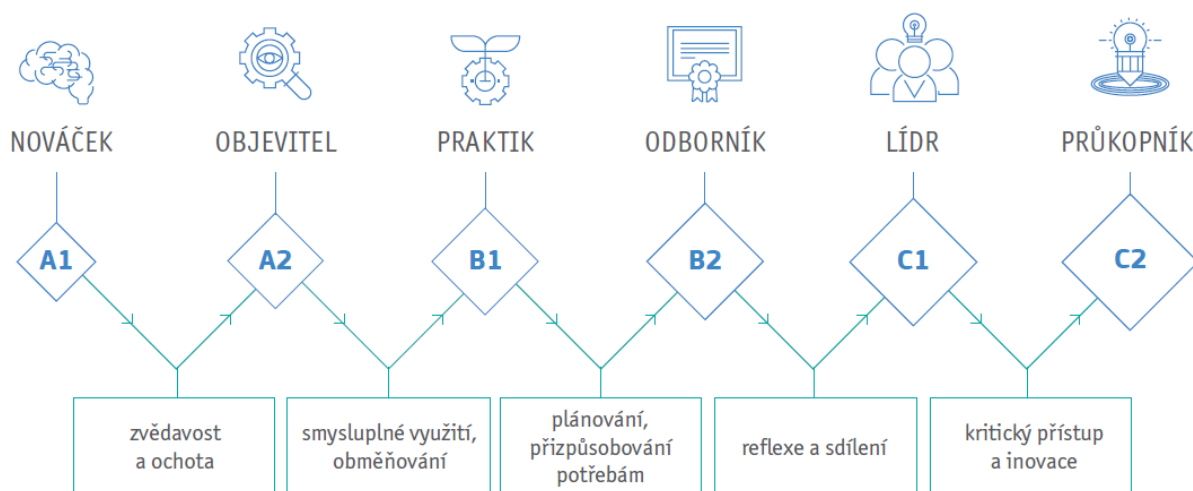 NOVÁČEK
OBJEVITEL
PRAKTIK
ODBORNÍK
LÍDR
PRŮKOPNÍK
A1
A2
B1
B2
C1
C2
zvědavost
a ochota
smysluplné využití,
obměňování
plánování,
přizpůsobování
potřebám
reflexe a sdílení
kritický přístup
a inovace